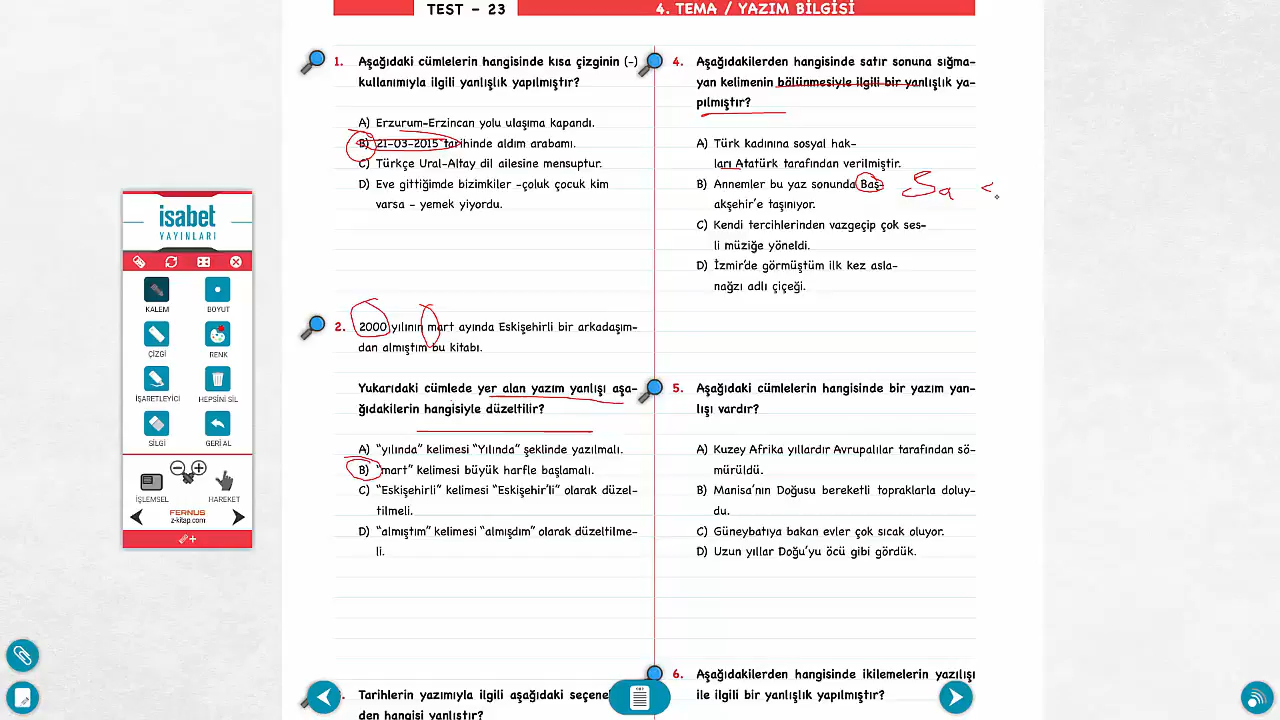 TEST – 23
4. TEMA / YAZIM BİLGİSİ
1. Aşağıdaki cümlelerin hangisinde kısa çizginin (-)
kullanımıyla ilgili yanlışlık yapılmıştır?
A) Erzurum-Erzincan yolu ulaşıma kapandı.
B) 21-03-2015 tarihinde aldım arabamı.
C) Türkçe Ural-Altay dil ailesine mensuptur.
D) Eve gittiğimde bizimkiler -çoluk çocuk kim
varsa - yemek yiyordu.
2. 2000 yılının mart ayında Eskişehirli bir arkadaşım-
dan almıştım bu kitabı.
Yukarıdaki cümlede yer alan yazım yanlışı aşa-
ğıdakilerin hangisiyle düzeltilir?
A) "yılında" kelimesi "Yılında" şeklinde yazılmalı.
B) "mart" kelimesi büyük harfle başlamalı.
C) "Eskişehirli" kelimesi "Eskişehir'li" olarak düzel-
tilmeli.
D) "almıştım" kelimesi "almışdım" olarak düzeltilme-
li.
Tarihlerin yazımıyla ilgili aşağıdaki
den hangisi yanlıştır?
4. Aşağıdakilerden hangisinde satır sonuna sığma-
yan kelimenin bölünmesiyle ilgili bir yanlışlık ya-
pılmıştır?
A) Türk kadınına sosyal hak-
ları Atatürk tarafından verilmiştir.
B) Annemler bu yaz sonunda Baş-
akşehir'e taşınıyor.
Sa
C) Kendi tercihlerinden vazgeçip çok ses-
li müziğe yöneldi.
D) İzmir'de görmüştüm ilk kez asla-
nağzı adlı çiçeği.
5. Aşağıdaki cümlelerin hangisinde bir yazım yan-
lışı vardır?
A) Kuzey Afrika yıllardır Avrupalılar tarafından sö-
mürüldü.
B) Manisa'nın Doğusu bereketli topraklarla doluy-
du.
C) Güneybatıya bakan evler çok sıcak oluyor.
D) Uzun yıllar Doğu'yu öcü gibi gördük.
6. Aşağıdakilerden hangisinde ikilemelerin yazılışı
ile ilgili bir yanlışlık yapılmıştır?
isabet
YAYINLARI
KALEM
BOYUT
ÇİZGİ
RENK
İŞARETLEYİCİ
HEPSİNİ SİL
SİLGİ
GERİ AL
İŞLEMSEL
HAREKET
FERNUS
z-kitap.com